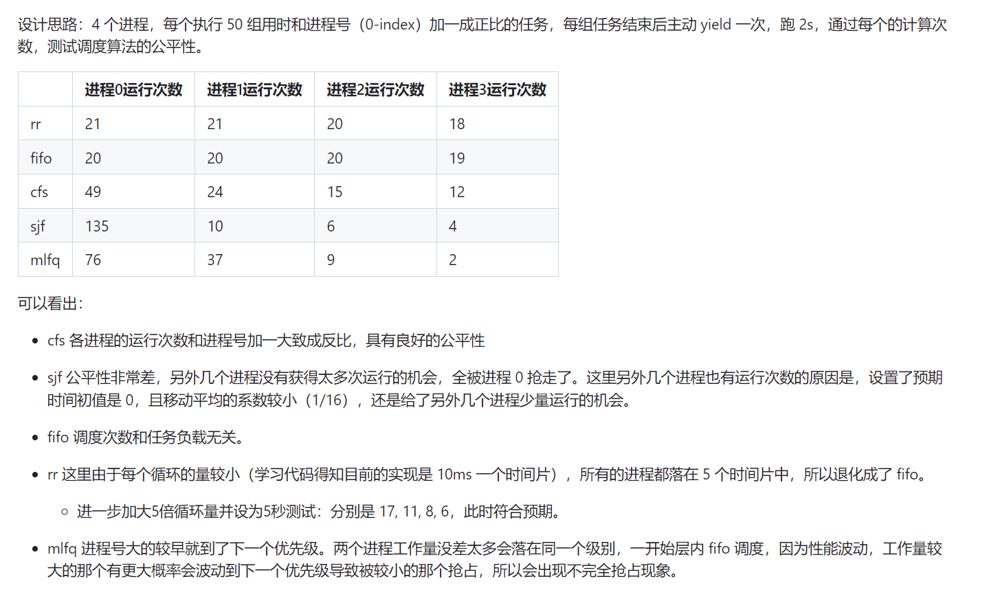 设计思路：4 个进程，每个执行 50 组用时和进程号（0-index）加一成正比的任务，每组任务结束后主动 yield 一次，跑 2s，通过每个的计算次
数，测试调度算法的公平性。
进程0运行次数 进程1运行次数 进程2运行次数 进程3运行次数
rr 21 21 20 18
fifo 20 20 20 19
cfs 49 24 15 12
sjf 135 10 6 4
mlfq 76 37 9 2
可以看出：
• cfs 各进程的运行次数和进程号加一大致成反比，具有良好的公平性
• sjf 公平性非常差，另外几个进程没有获得太多次运行的机会，全被进程 0 抢走了。这里另外几个进程也有运行次数的原因是，设置了预期
时间初值是 0，且移动平均的系数较小（1/16），还是给了另外几个进程少量运行的机会。
• fifo 调度次数和任务负载无关。
• rr 这里由于每个循环的量较小（学习代码得知目前的实现是 10ms 一个时间片），所有的进程都落在 5 个时间片中，所以退化成了 fifo。
○ 进一步加大5倍循环量并设为5秒测试：分别是 17, 11, 8, 6，此时符合预期。
• mlfq 进程号大的较早就到了下一个优先级。两个进程工作量没差太多会落在同一个级别，一开始层内 fifo 调度，因为性能波动，工作量较
大的那个有更大概率会波动到下一个优先级导致被较小的那个抢占，所以会出现不完全抢占现象。